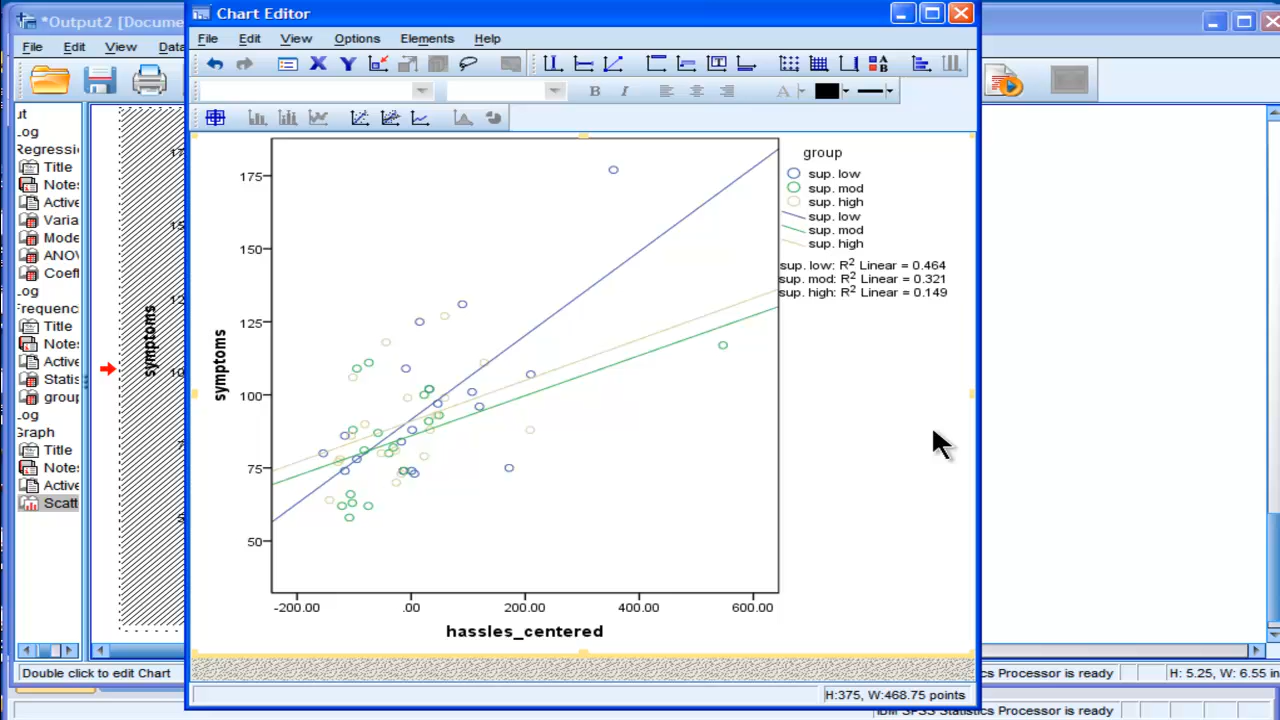 *Output2 [Docume
Chart Editor
File Edit View Data
File Edit View Options Elements Help
B I
A
ut
Log
Regressi
Title
Notes
Active
Varia
Mode
ANOV
Coeff
Log
Frequenc
Title
Notes
Active
Statis
group
Log
Graph
Title
Notes
Active
Scatt
symptoms
symptoms
175
150
125
100
75
50
-200.00 .00 200.00 400.00 600.00
hassles_centered
group
sup. low
sup. mod
sup. high
sup. low
sup. mod
sup. high
sup. low: R² Linear = 0.464
sup. mod: R² Linear = 0.321
sup. high: R² Linear = 0.149
Double click to edit Chart
H:375, W:468.75 points
cs Processor is ready
H: 5.25, W: 6.55 in
IBM SPSS Statistics Processor is ready